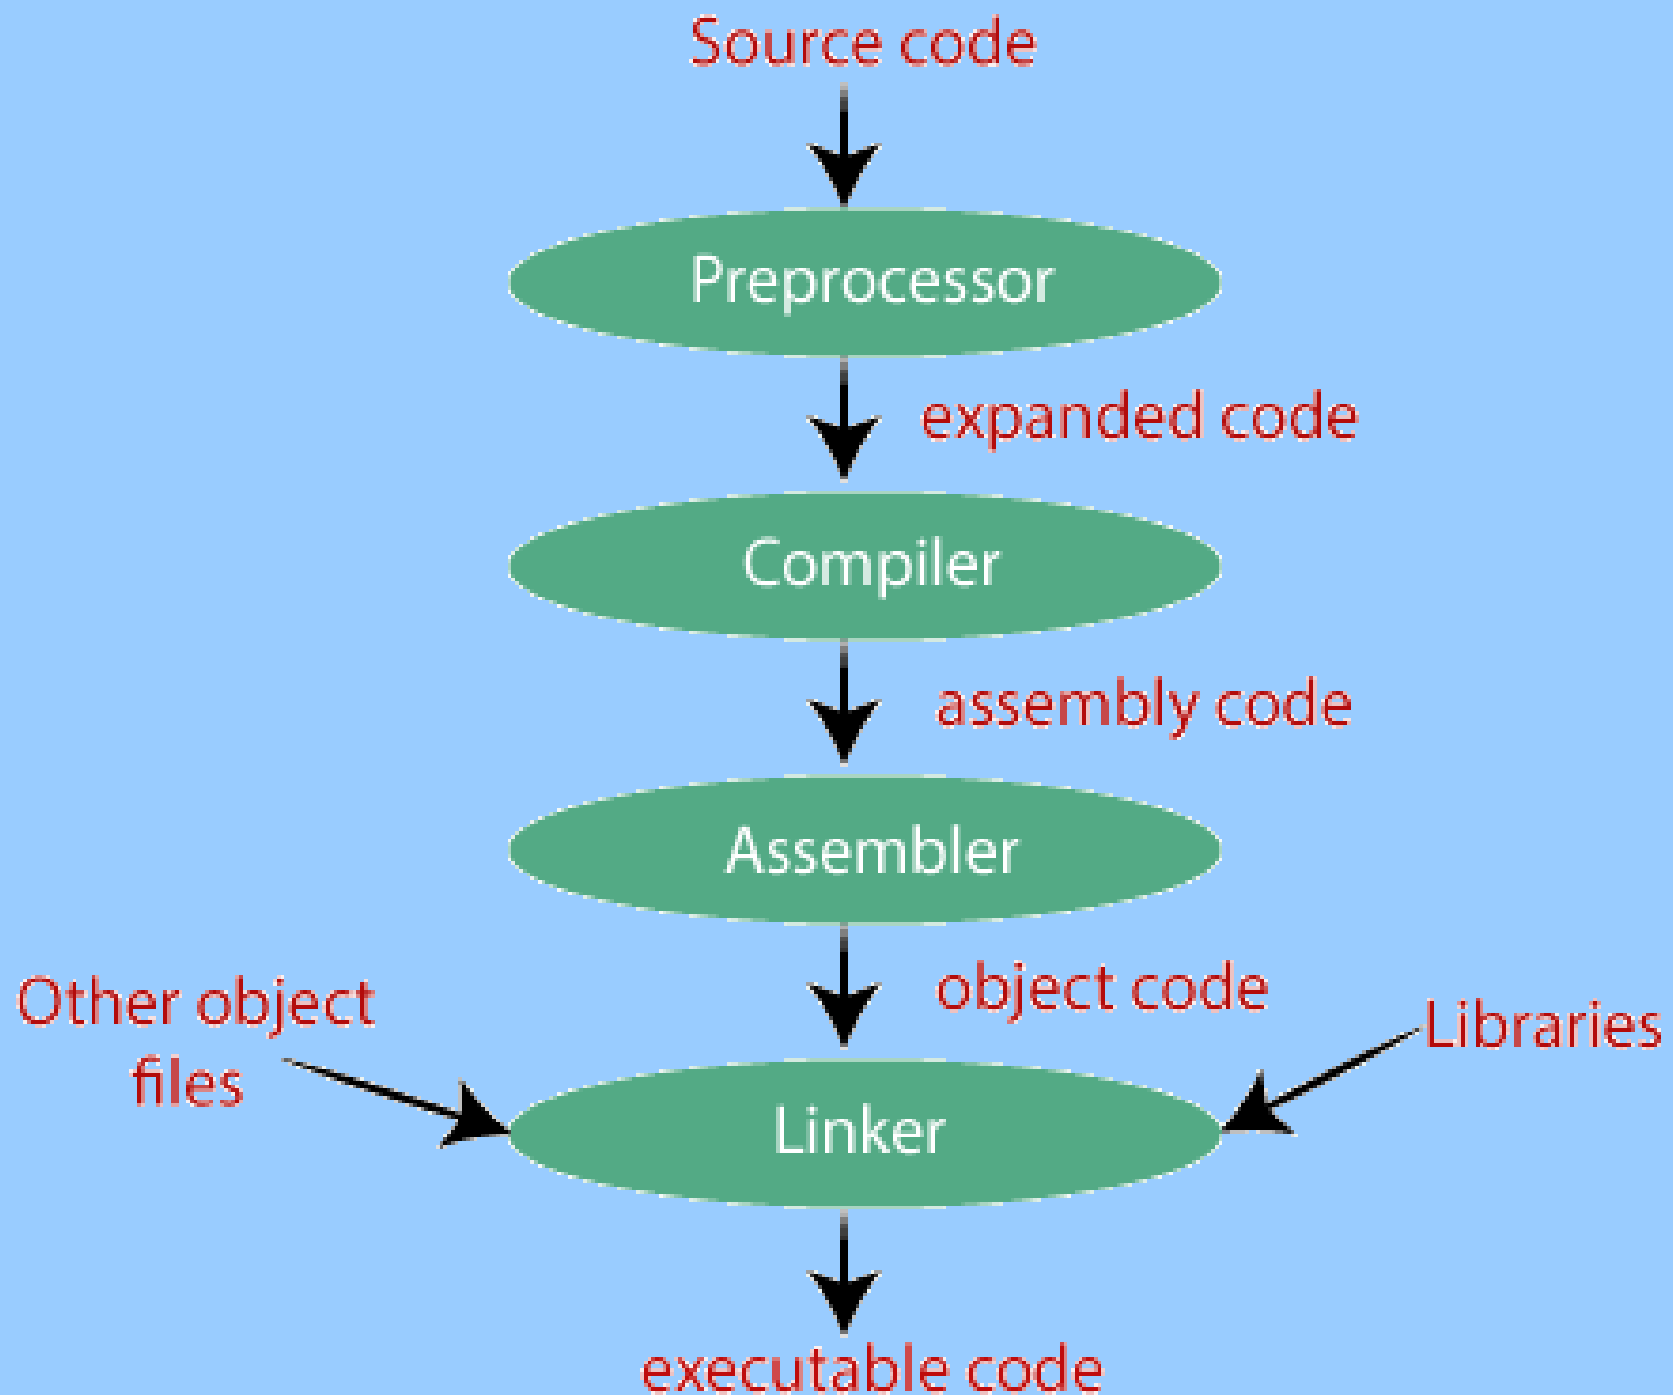 Source code
Preprocessor
expanded code
Compiler
assembly code
Assembler
object code
Other object
files
Libraries
Linker
executable code